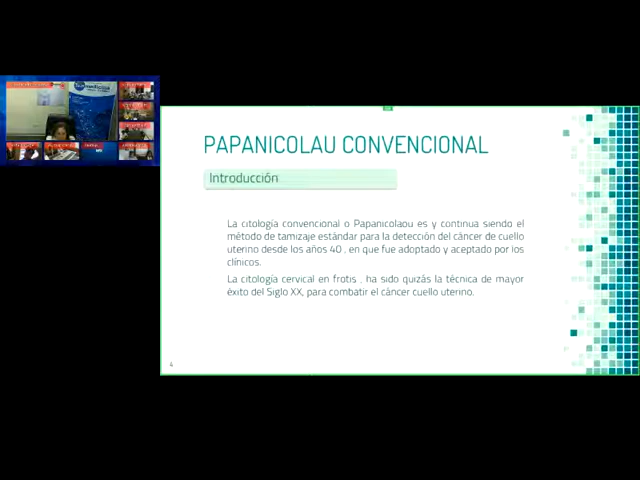 PAPANICOLAU CONVENCIONAL
Introducción
La citología convencional o Papanicolaou es y continua siendo el
método de tamizaje estándar para la detección del cáncer de cuello
uterino desde los años 40 . en que fue adoptado y aceptado por los
clínicos.
La citología cervical en frotis , ha sido quizás la técnica de mayor
éxito del Siglo XX, para combatir el cáncer cuello uterino.
4